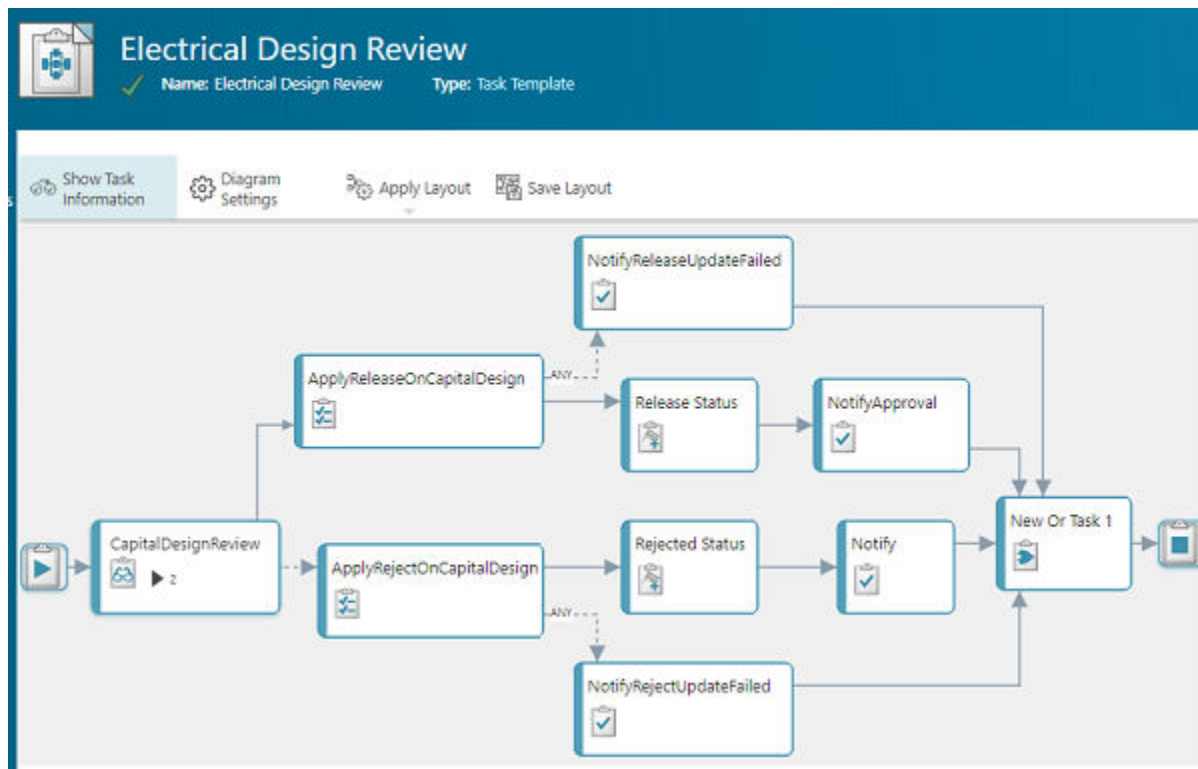 Electrical Design Review
Name: Electrical Design Review Type: Task Template
Show Task
Information
Diagram
Settings
Apply Layout
Save Layout
s
NotifyReleaseUpdateFailed
ApplyReleaseOnCapitalDesign
ANY
Release Status
NotifyApproval
CapitalDesignReview
2
ApplyRejectOnCapitalDesign
Rejected Status
Notify
New Or Task 1
ANY
NotifyRejectUpdateFailed